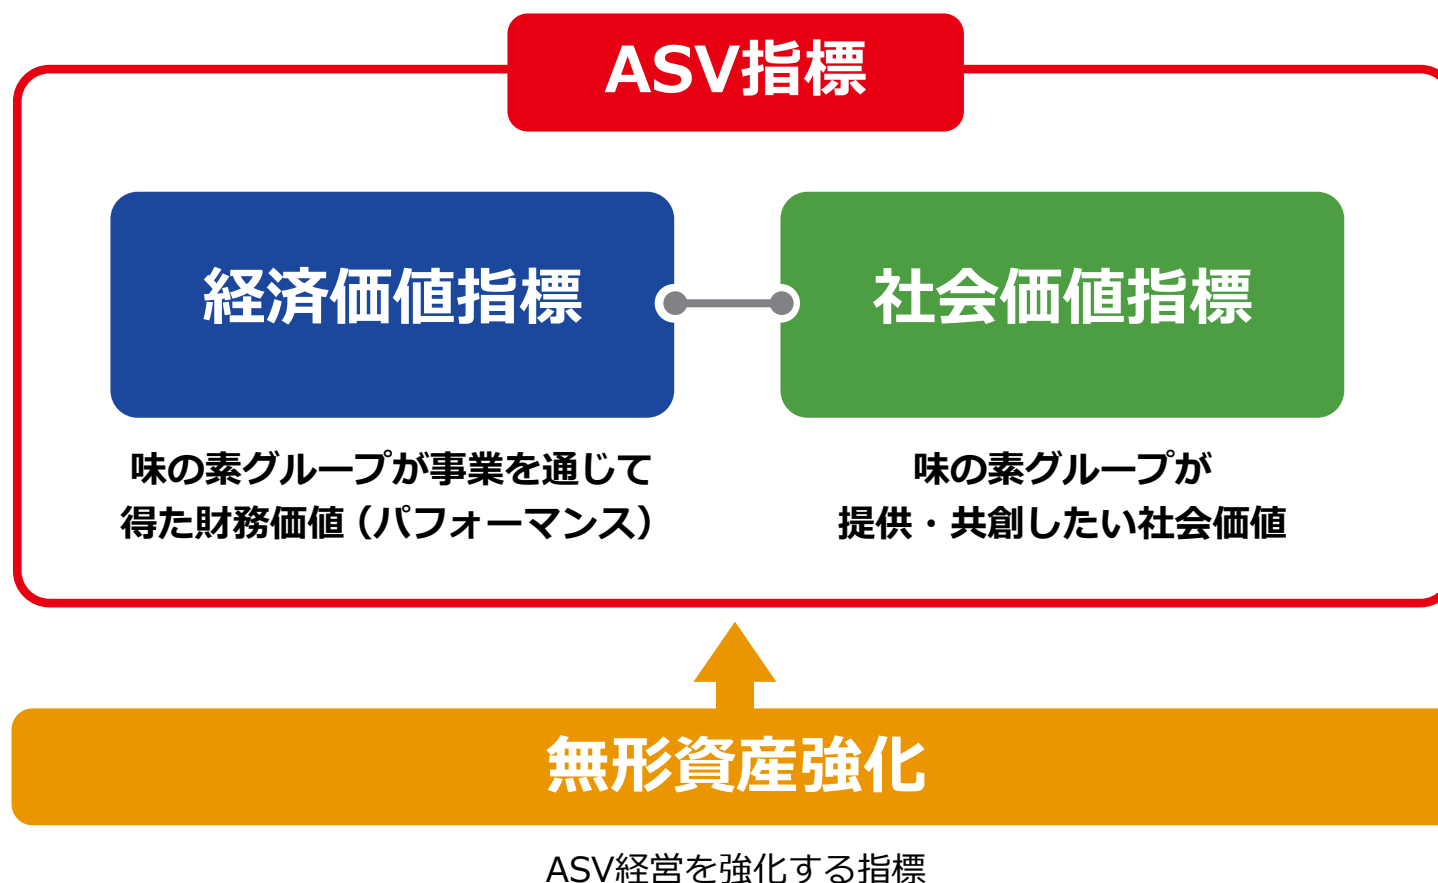 ASV指標
経済価値指標
社会価値指標
味の素グループが事業を通じて
得た財務価値（パフォーマンス）
味の素グループが
提供・共創したい社会価値
無形資産強化
ASV経営を強化する指標